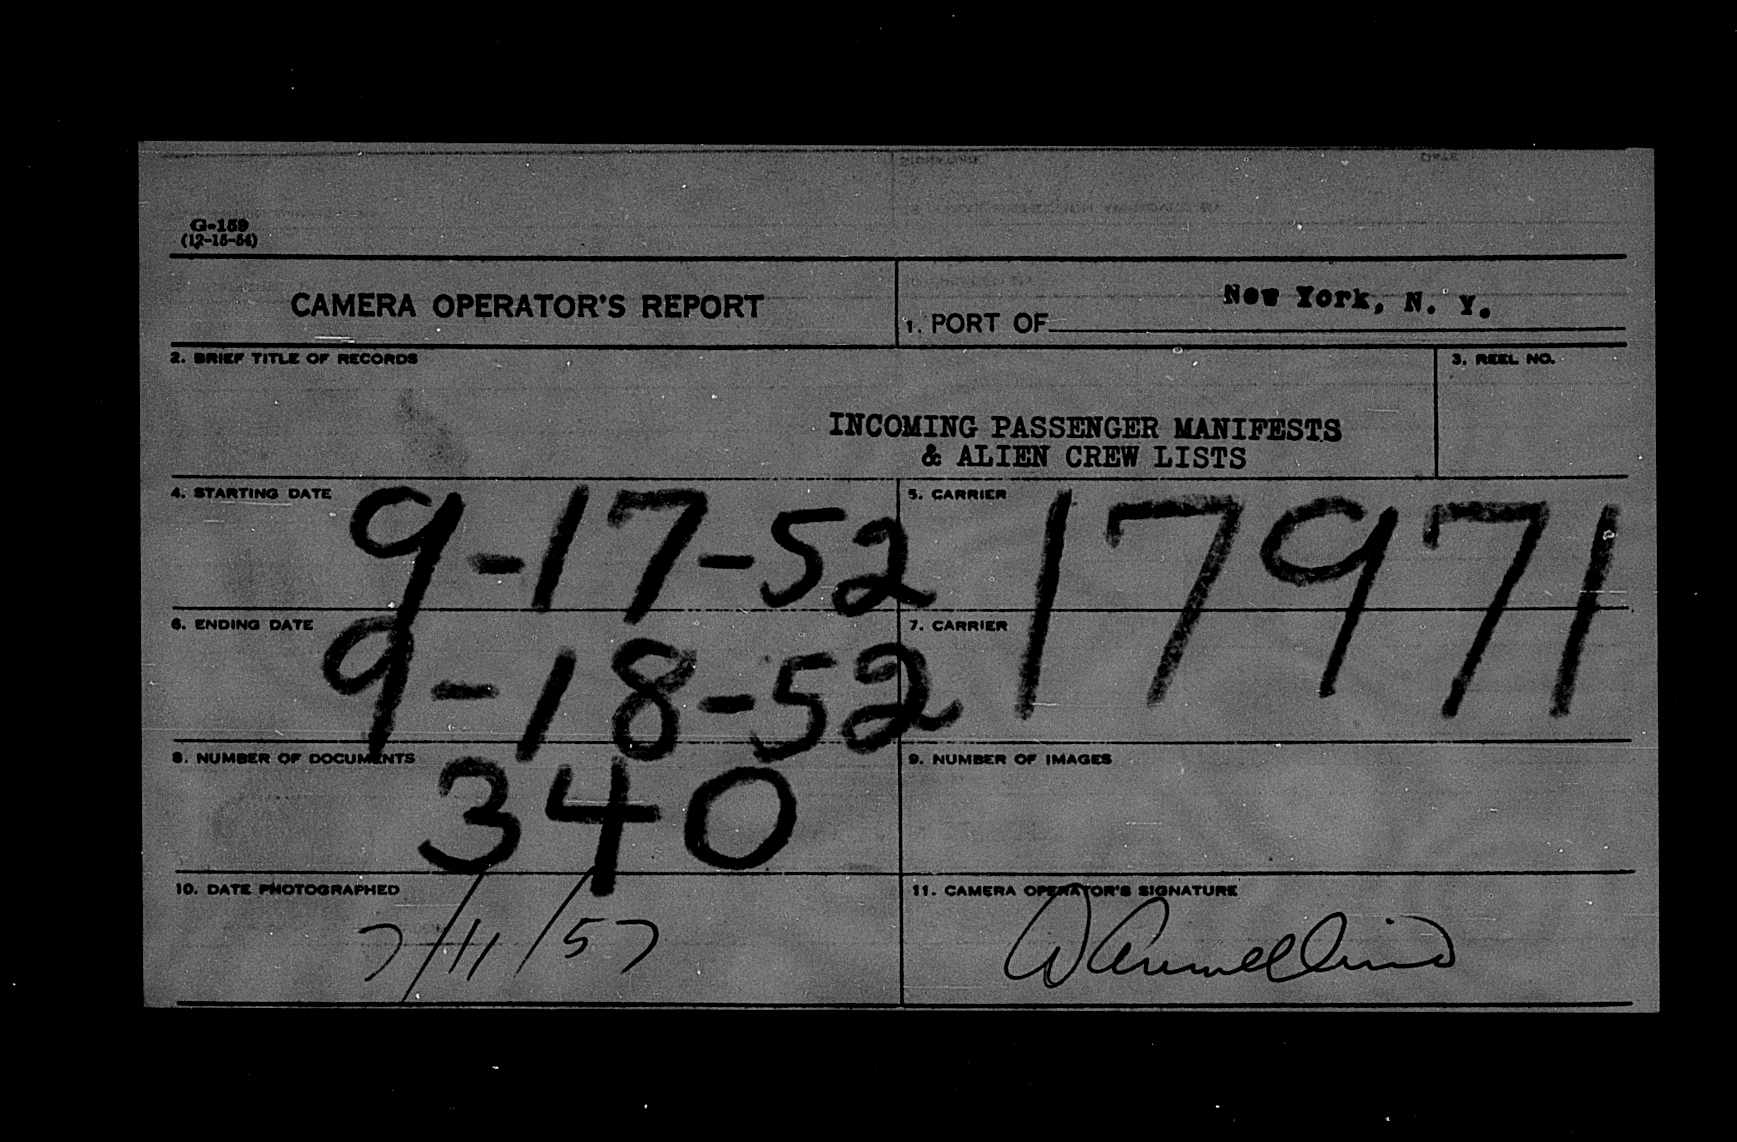 G-159
(12-15-54)
CAMERA OPERATOR'S REPORT
1. PORT OF New York, N. Y.
2. BRIEF TITLE OF RECORDS
3. REEL NO.
INCOMING PASSENGER MANIFESTS
& ALIEN CREW LISTS
4. STARTING DATE 9-17-52
5. CARRIER 17971
6. ENDING DATE 9-18-52
7. CARRIER
8. NUMBER OF DOCUMENTS 340
9. NUMBER OF IMAGES
10. DATE PHOTOGRAPHED 7/11/57
11. CAMERA OPERATOR'S SIGNATURE